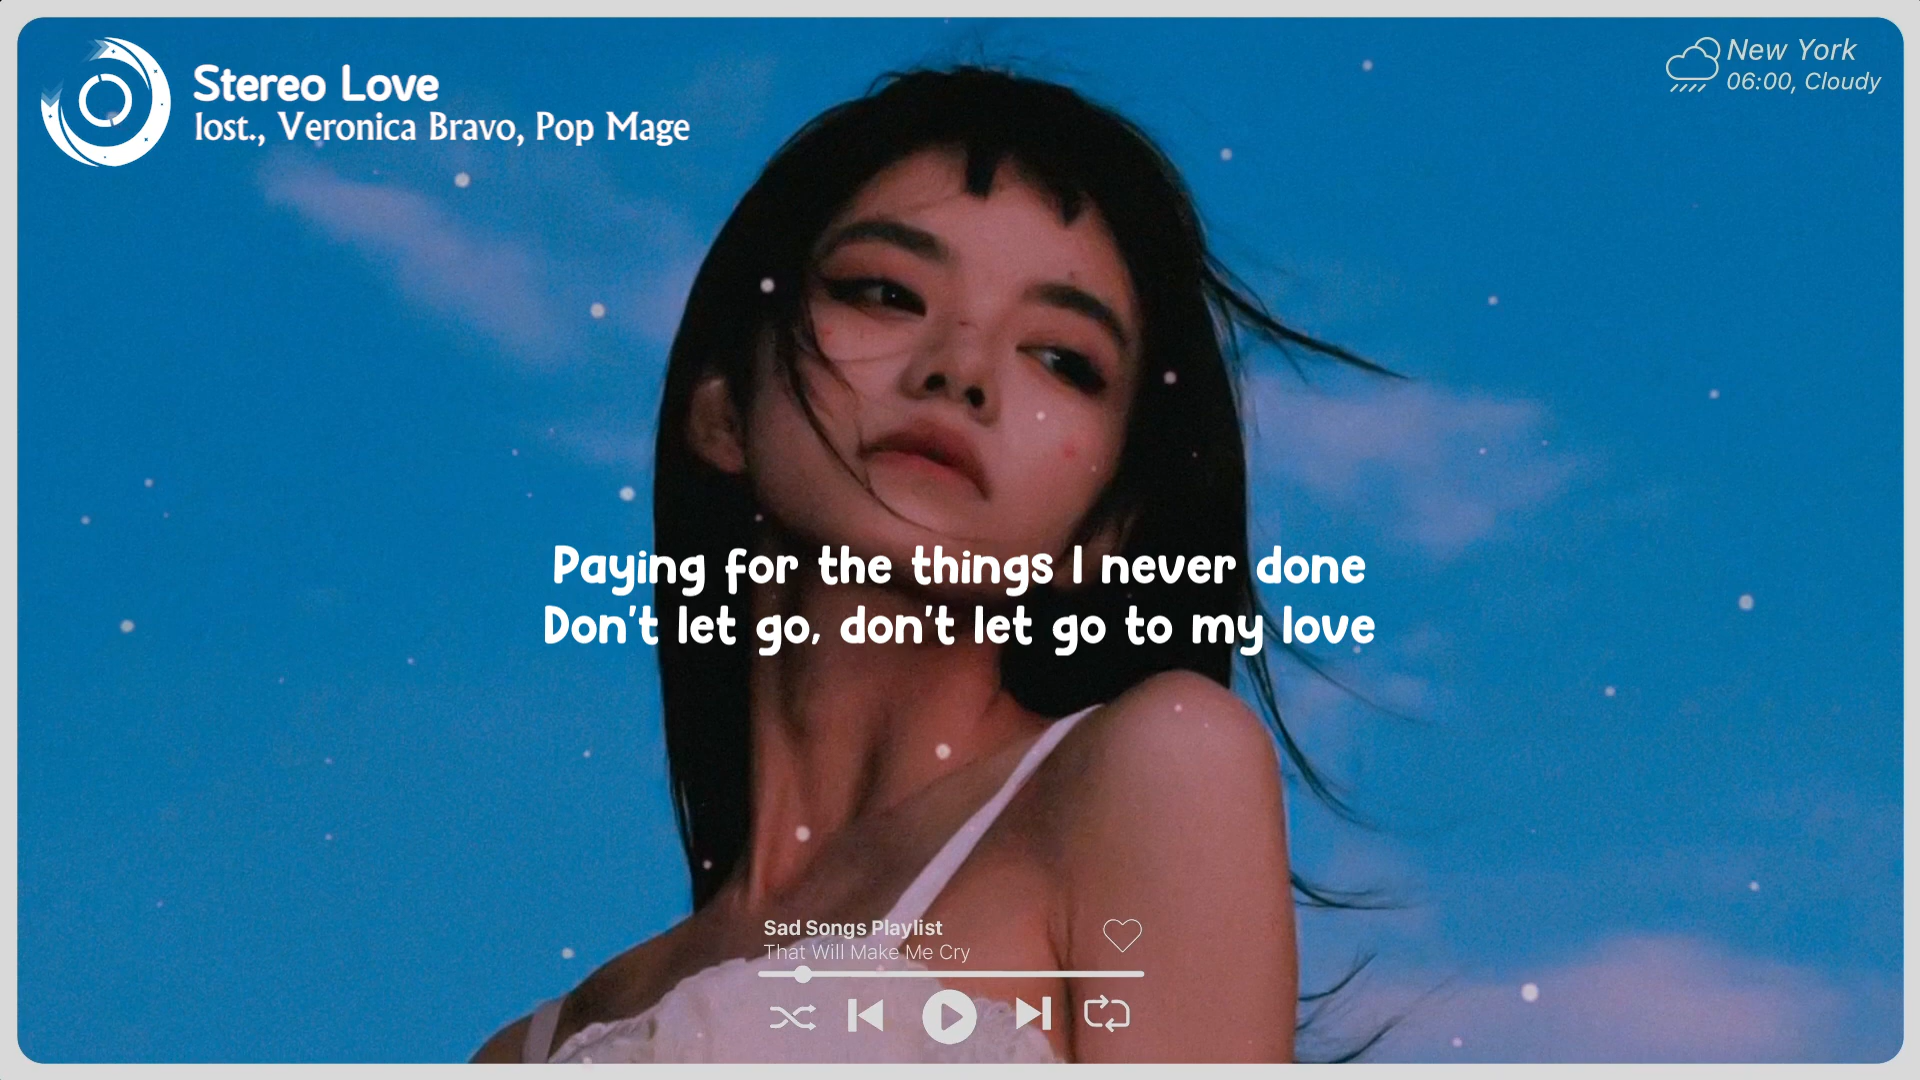 Stereo Love
lost., Veronica Bravo, Pop Mage
New York
06:00, Cloudy
Paying for the things I never done
Don't let go, don't let go to my love
Sad Songs Playlist
That Will Make Me Cry